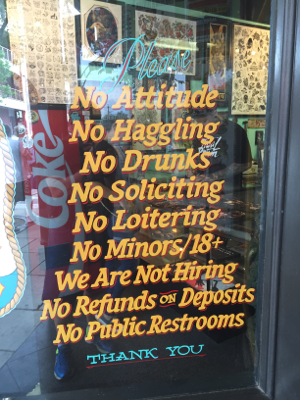 Please
No Attitude
No Haggling
No Drunks
No Soliciting
No Loitering
No Minors/18+
We Are Not Hiring
No Refunds on Deposits
No Public Restrooms
THANK YOU
Coke